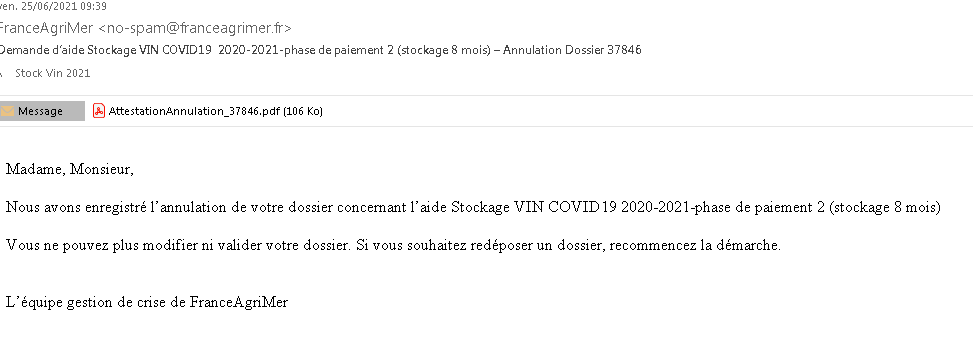 ven. 25/06/2021 09:39
FranceAgriMer <no-spam@franceagrimer.fr>
Demande d'aide Stockage VIN COVID19 2020-2021-phase de paiement 2 (stockage 8 mois) – Annulation Dossier 37846
Stock Vin 2021
Message AttestationAnnulation_37846.pdf (106 Ko)
Madame, Monsieur,
Nous avons enregistré l'annulation de votre dossier concernant l'aide Stockage VIN COVID19 2020-2021-phase de paiement 2 (stockage 8 mois)
Vous ne pouvez plus modifier ni valider votre dossier. Si vous souhaitez redéposer un dossier, recommencez la démarche.
L'équipe gestion de crise de FranceAgriMer